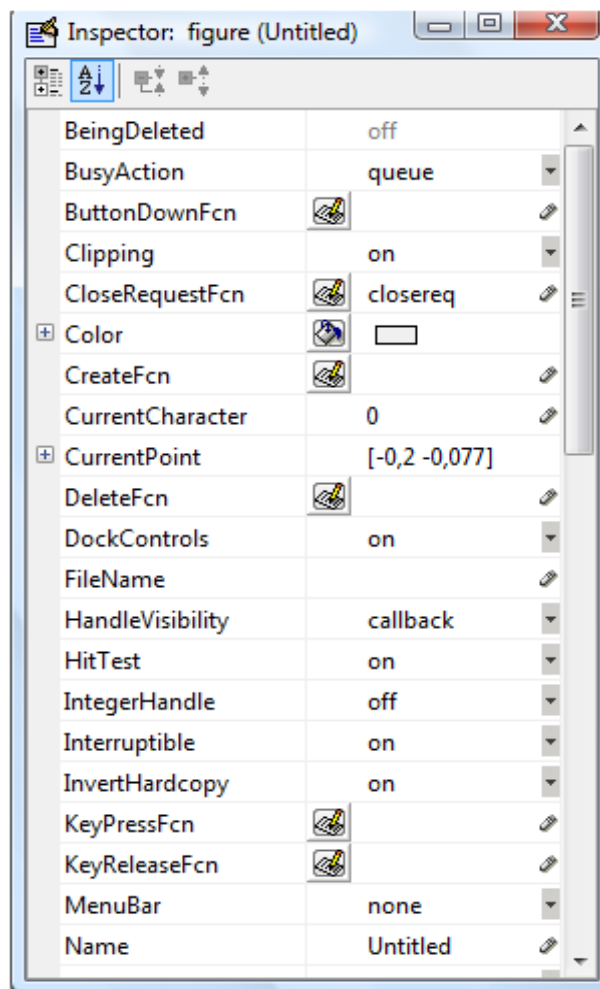 Inspector: figure (Untitled)
A Z
BeingDeleted off
BusyAction queue
ButtonDownFcn
Clipping on
CloseRequestFcn closereq
Color
CreateFcn
CurrentCharacter 0
CurrentPoint [-0,2 -0,077]
DeleteFcn
DockControls on
FileName
HandleVisibility callback
HitTest on
IntegerHandle off
Interruptible on
InvertHardcopy on
KeyPressFcn
KeyReleaseFcn
MenuBar none
Name Untitled